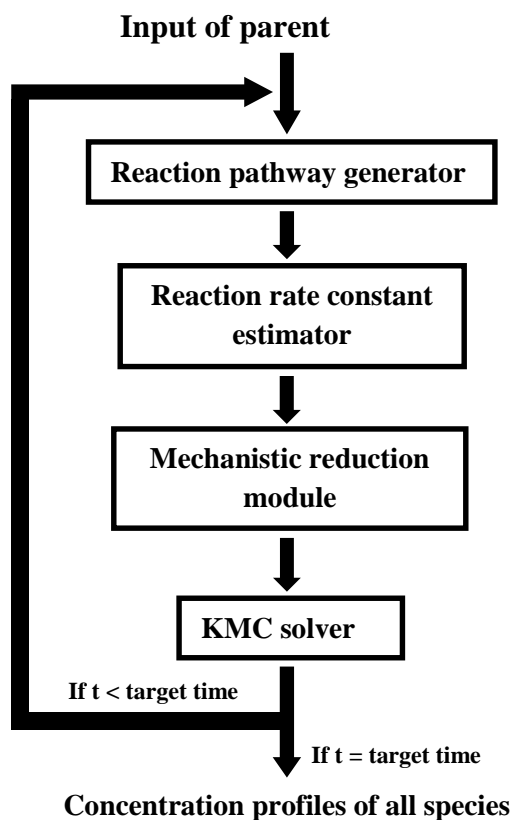 Input of parent
Reaction pathway generator
Reaction rate constant
estimator
Mechanistic reduction
module
KMC solver
If t < target time
If t = target time
Concentration profiles of all species